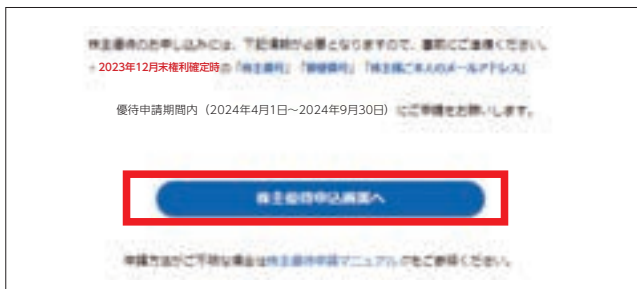 株主優待のお申し込みには、下記情報が必要となりますので、事前にご準備ください。
・2023年12月末権利確定時の「株主番号」「郵便番号」「株主様ご本人のメールアドレス」
優待申請期間内（2024年4月1日～2024年9月30日）にご申請をお願いします。
株主優待申込画面へ
申請方法がご不明な場合は株主優待申請マニュアルをご参照ください。